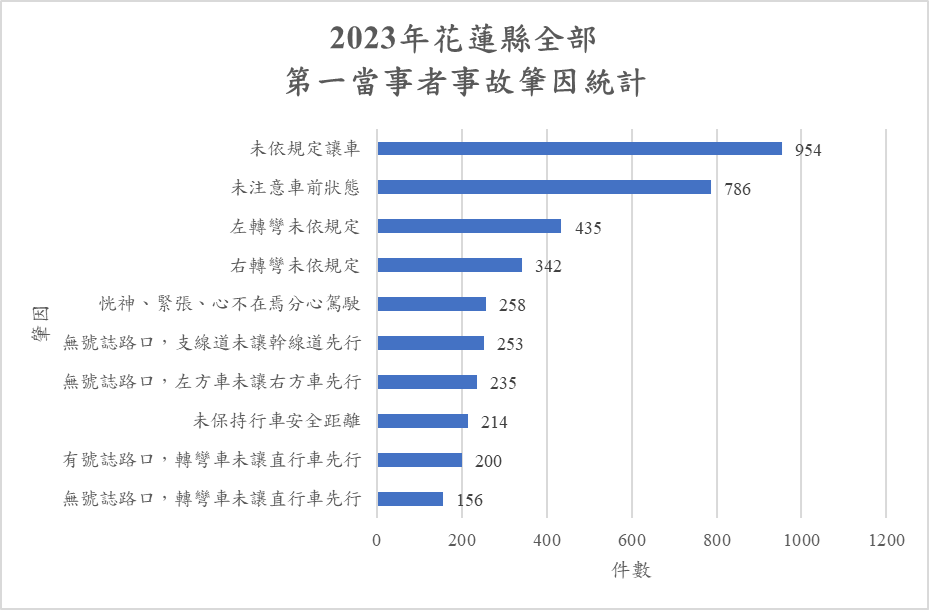 2023年花蓮縣全部
第一當事者事故肇因統計
未依規定讓車 954
未注意車前狀態 786
左轉彎未依規定 435
右轉彎未依規定 342
恍神、緊張、心不在焉分心駕駛 258
無號誌路口，支線道未讓幹線道先行 253
無號誌路口，左方車未讓右方車先行 235
未保持行車安全距離 214
有號誌路口，轉彎車未讓直行車先行 200
無號誌路口，轉彎車未讓直行車先行 156
肇因
0 200 400 600 800 1000 1200
件數